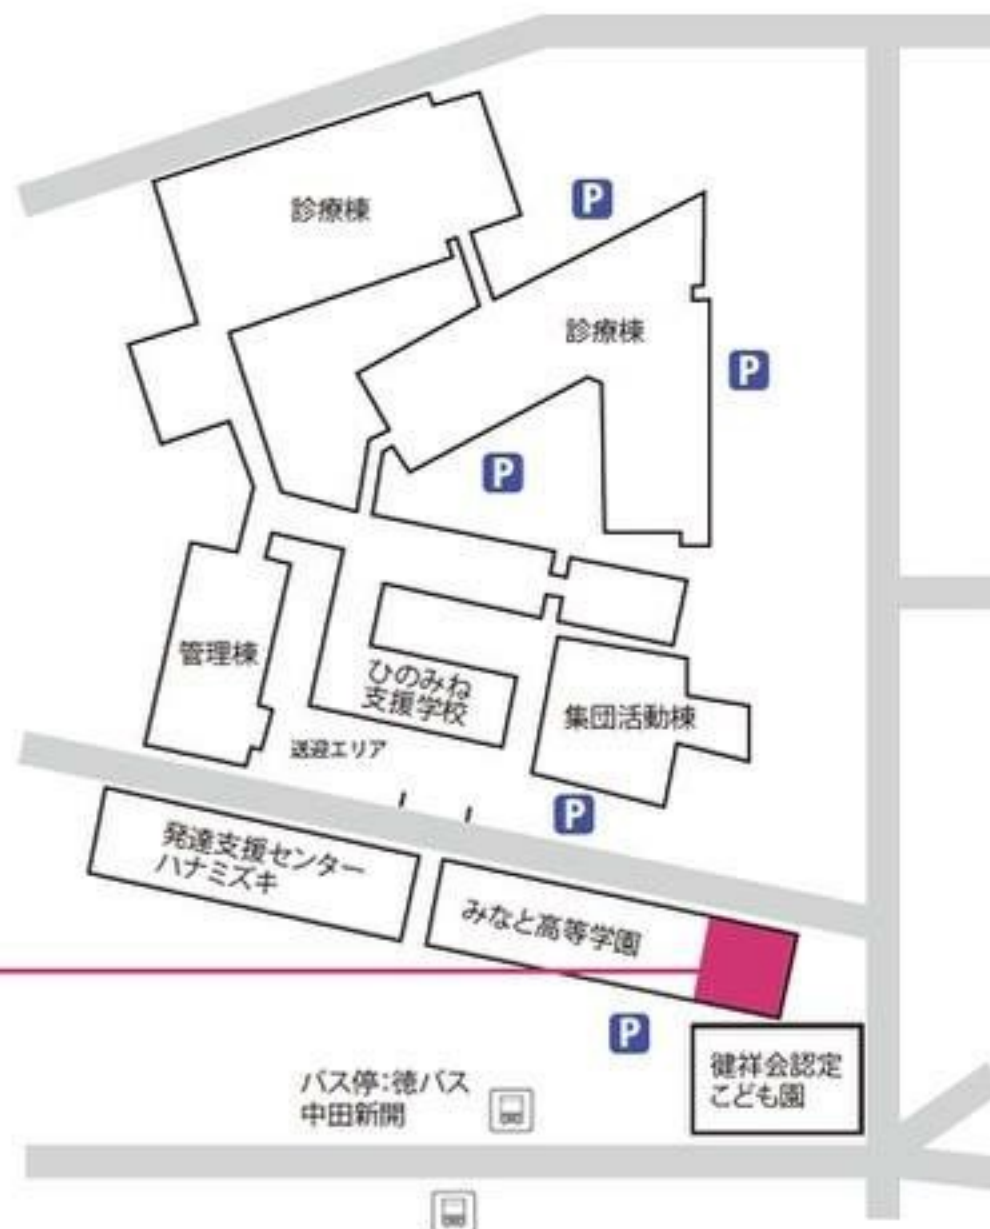 診療棟
P
診療棟
P
P
管理棟
ひのみね
支援学校
集団活動棟
送迎エリア
P
発達支援センター
ハナミズキ
みなと高等学園
P
健祥会認定
こども園
バス停：徳バス
中田新開